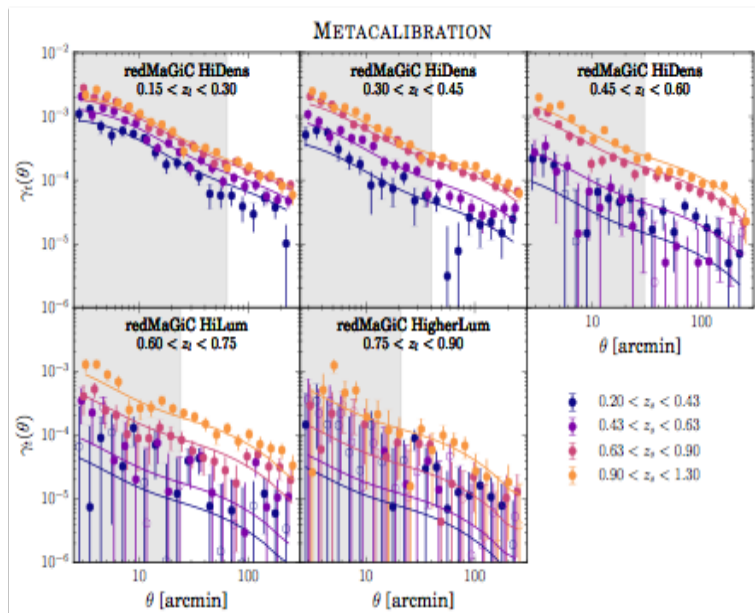 METACALIBRATION
redMaGiC HiDens
0.15 < z_l < 0.30
redMaGiC HiDens
0.30 < z_l < 0.45
redMaGiC HiDens
0.45 < z_l < 0.60
10⁻²
10⁻³
10⁻⁴
10⁻⁵
10⁻⁶
γ_t(θ)
10 100
θ [arcmin]
redMaGiC HiLum
0.60 < z_l < 0.75
redMaGiC HigherLum
0.75 < z_l < 0.90
10⁻³
10⁻⁴
10⁻⁵
10⁻⁶
γ_t(θ)
10 100
θ [arcmin]
10 100
θ [arcmin]
0.20 < z_s < 0.43
0.43 < z_s < 0.63
0.63 < z_s < 0.90
0.90 < z_s < 1.30